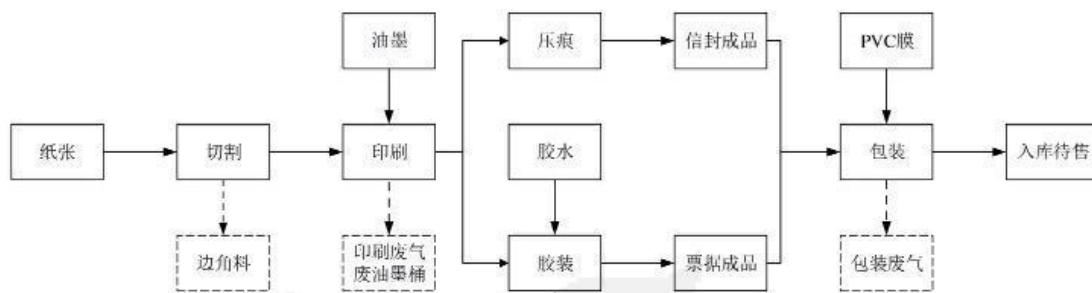 油墨
压痕
信封成品
PVC膜
纸张
切割
印刷
胶水
包装
入库待售
边角料
印刷废气
废油墨桶
胶装
票据成品
包装废气